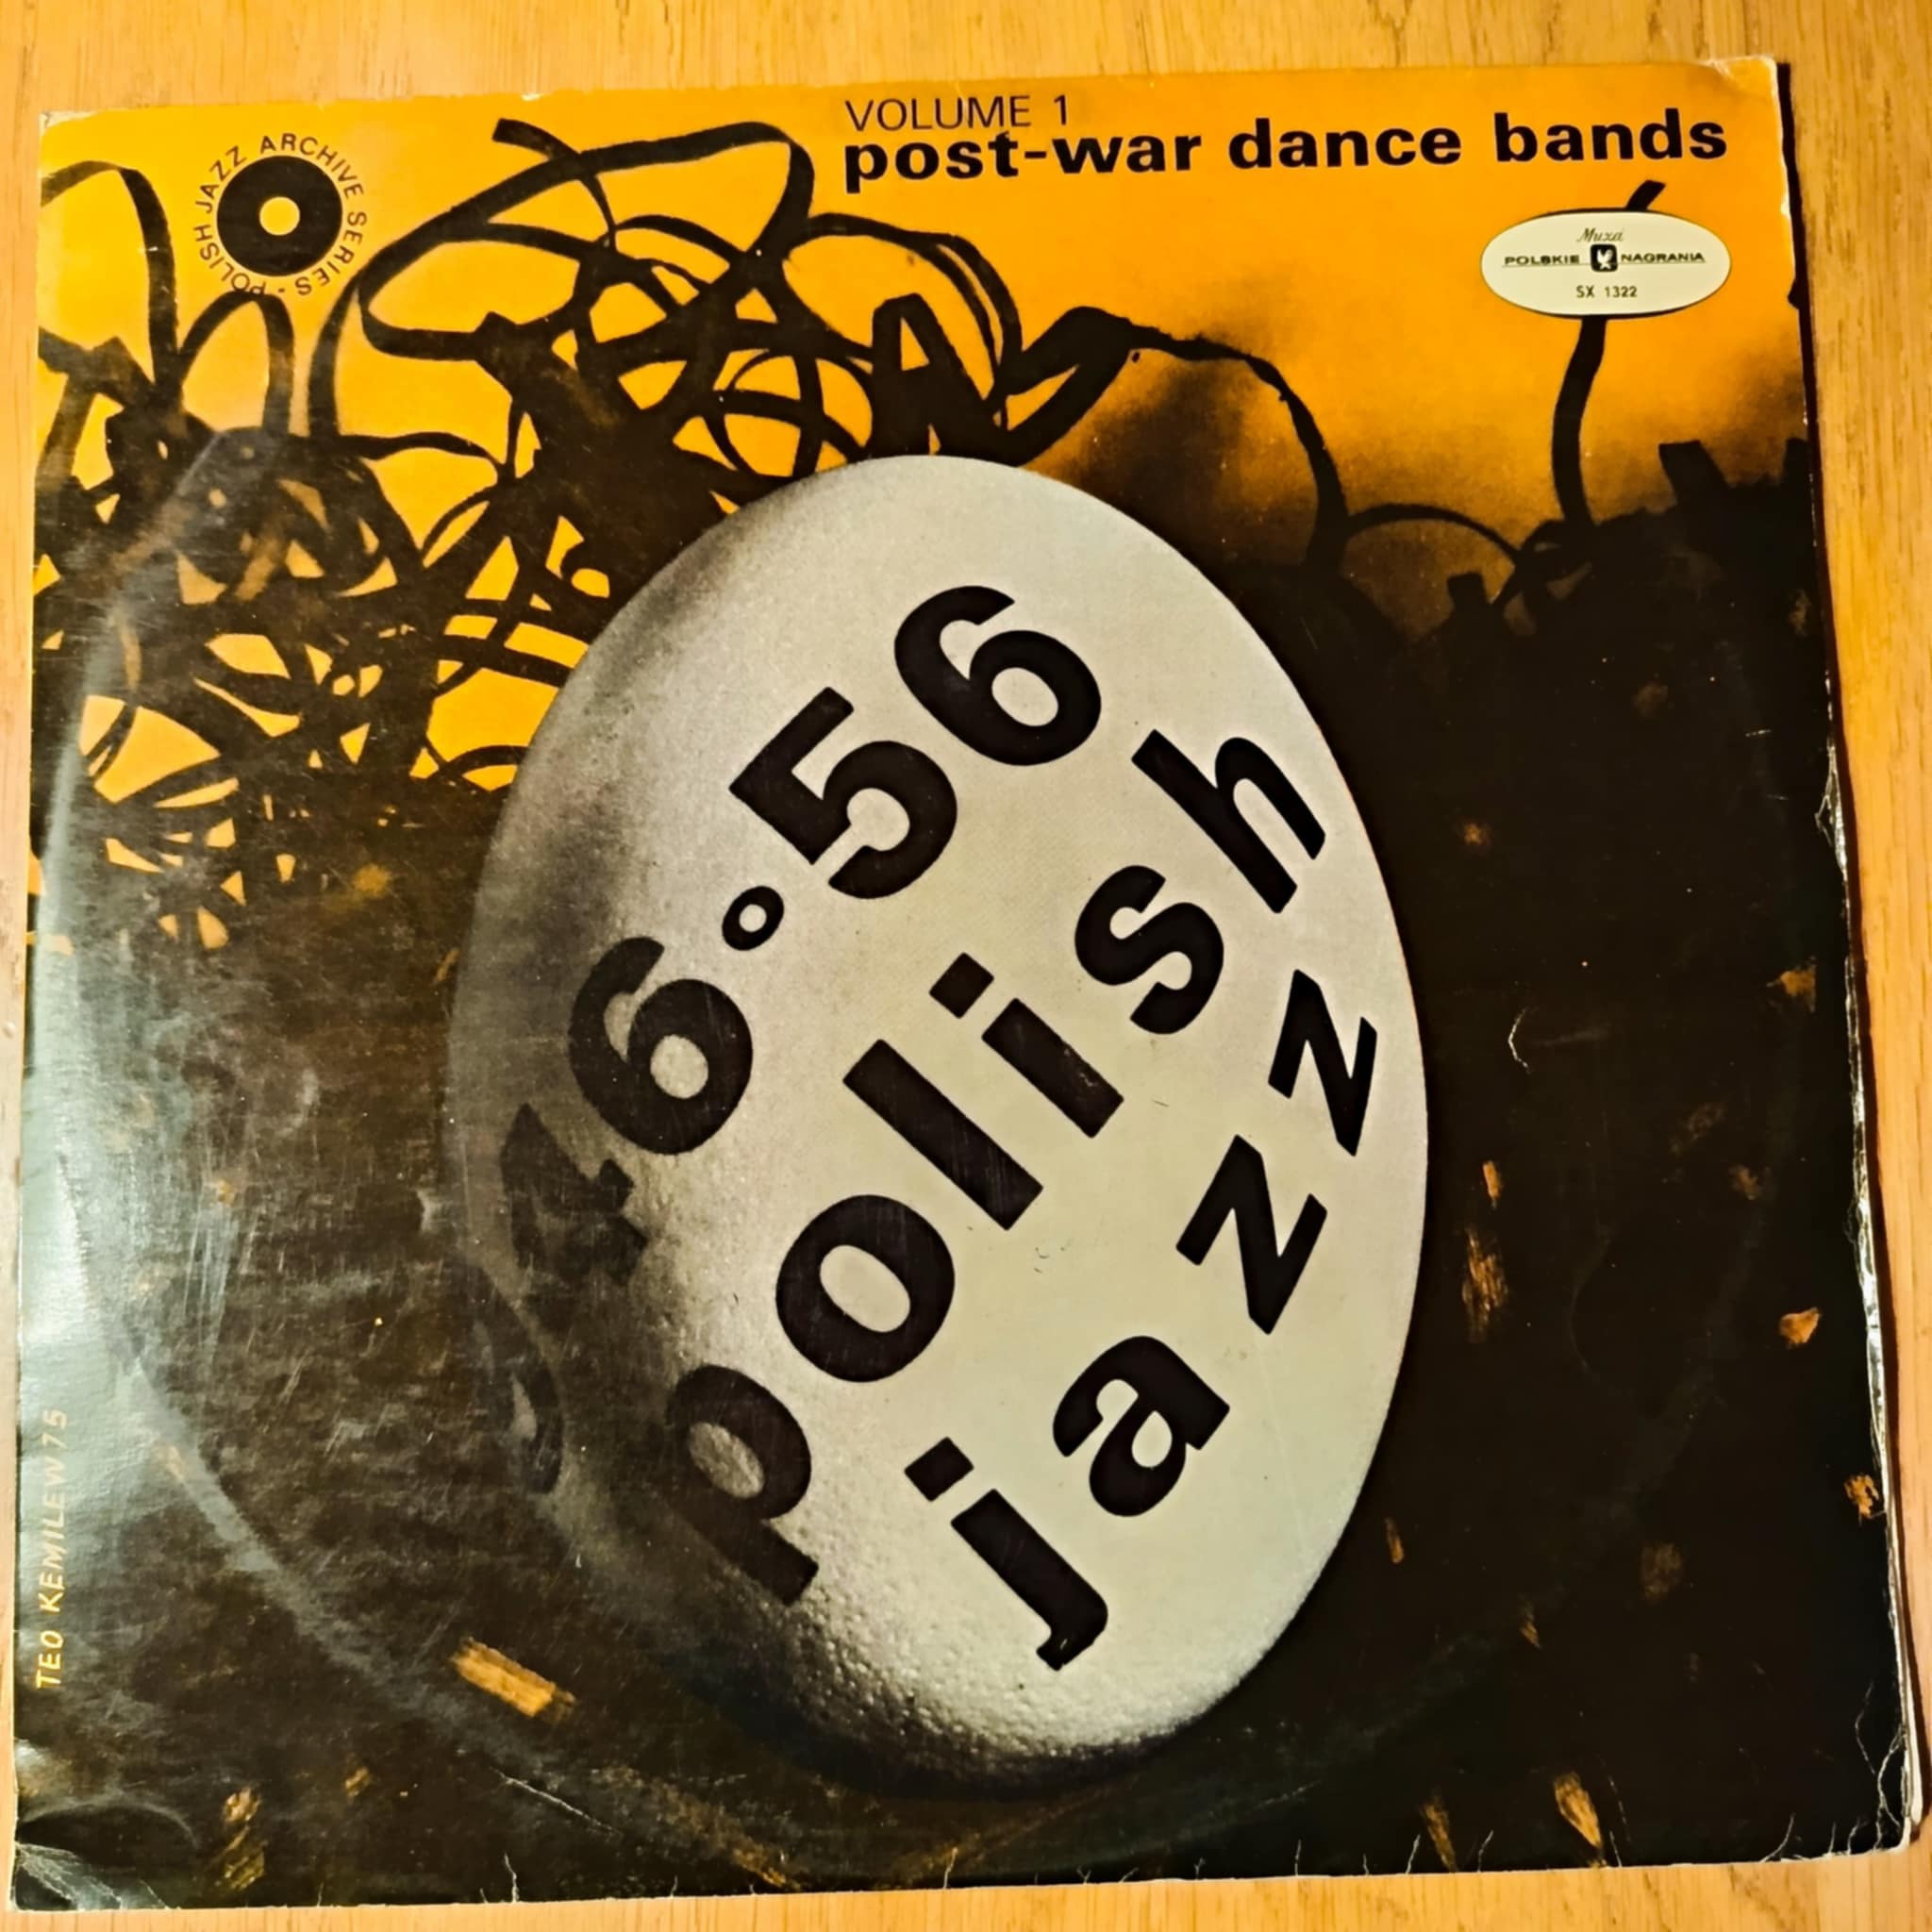 VOLUME 1
post-war dance bands
POLISH JAZZ ARCHIVE SERIES ·
Muza
POLSKIE NAGRANIA
SX 1322
46∘56
polish
jazz
TEO KEMILEW 75